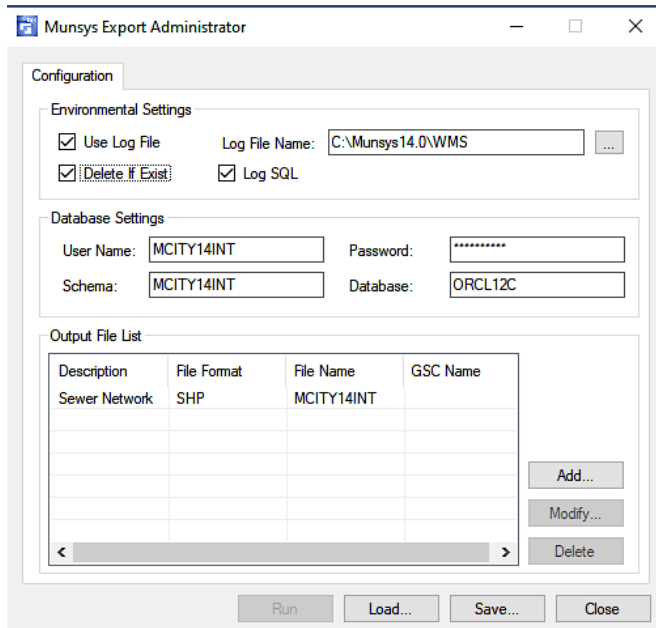 Munsys Export Administrator
Configuration
Environmental Settings
Use Log File Log File Name: C:\Munsys14.0\WMS ...
Delete If Exist Log SQL
Database Settings
User Name: MCITY14INT Password: **********
Schema: MCITY14INT Database: ORCL12C
Output File List
Description File Format File Name GSC Name
Sewer Network SHP MCITY14INT
Add...
Modify...
Delete
Run Load... Save... Close